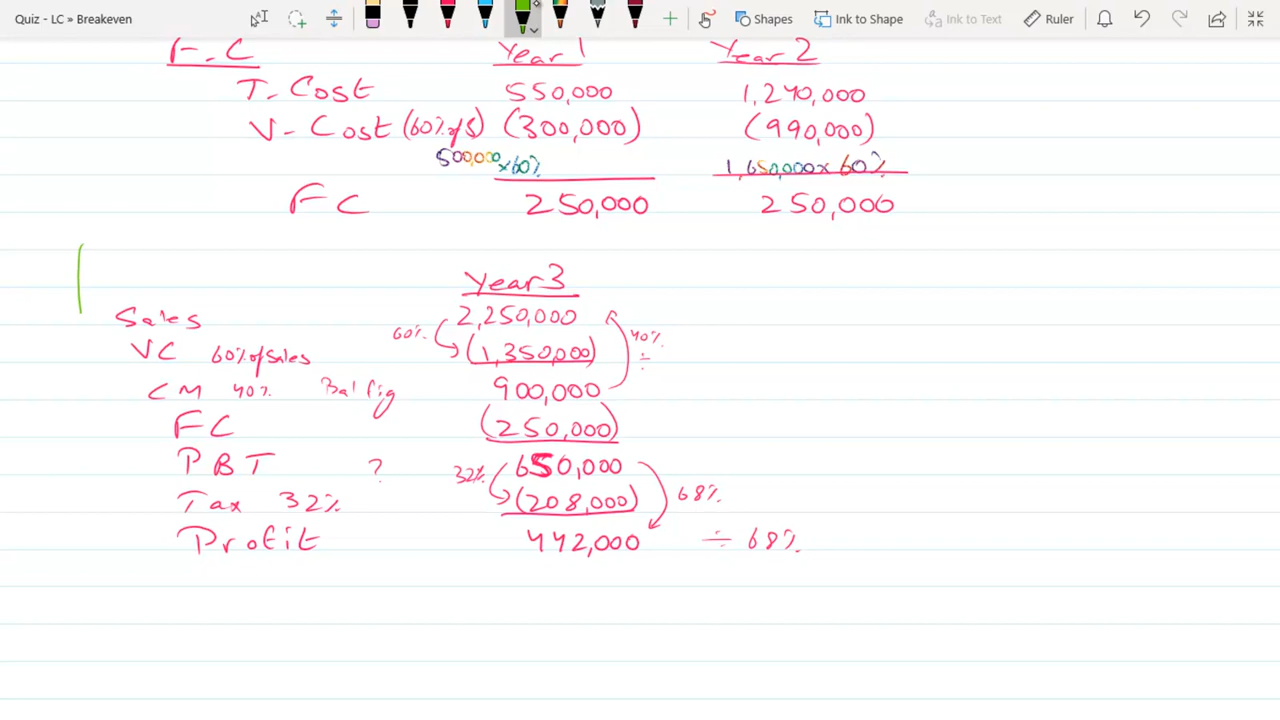 Quiz - LC » Breakeven
Shapes Ink to Shape Ink to Text Ruler
F.C Year 1 Year 2
T. Cost 550,000 1,240,000
V- Cost (60% of S) (300,000) (990,000)
500,000 x 60% 1,650,000 x 60%
FC 250,000 250,000
Year 3
Sales 2,250,000
60% 40%
VC 60% of sales (1,350,000) ÷
CM 40% Bal fig 900,000
FC (250,000)
PBT ? 32% 650,000
Tax 32% (208,000) 68%
Profit 442,000 ÷ 68%